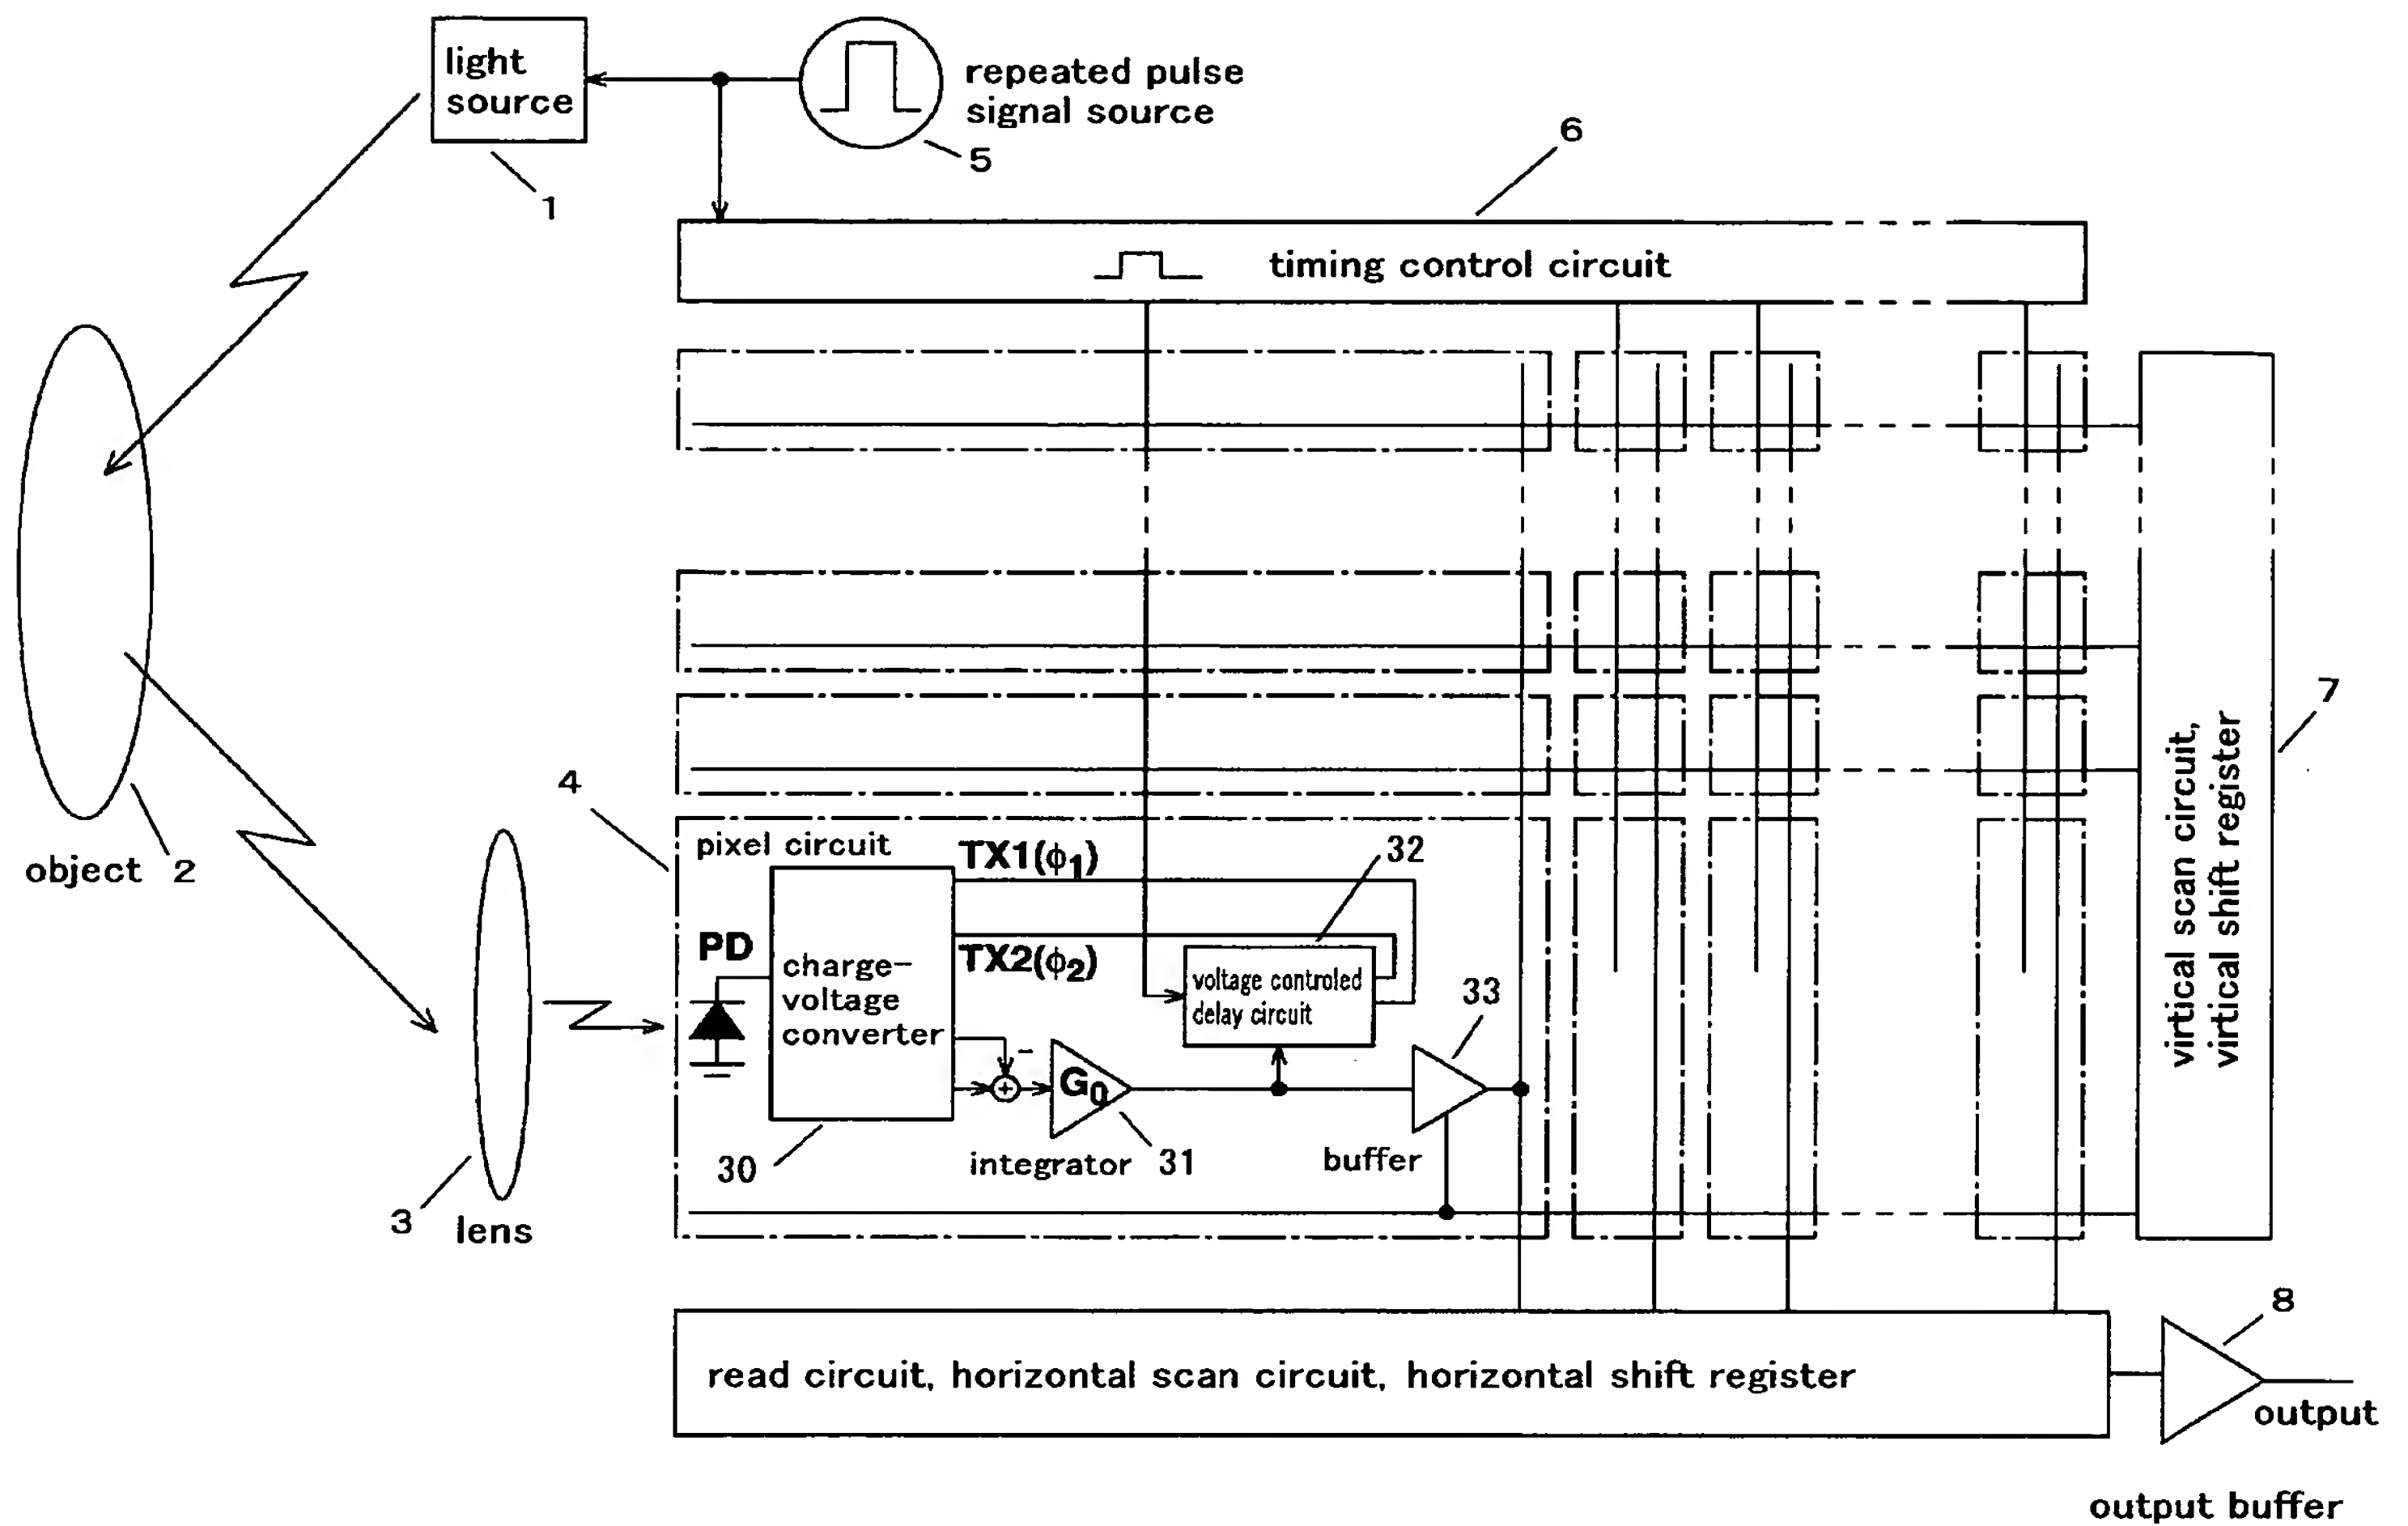 light
source
repeated pulse
signal source
5
1
6
timing control circuit
7
virtical scan circuit,
virtical shift register
4
object 2
pixel circuit
TX1(ϕ1)
32
PD
TX2(ϕ2)
charge-
voltage
converter
voltage controled
delay circuit
33
-
+
G0
30
integrator 31
buffer
3
lens
8
read circuit, horizontal scan circuit, horizontal shift register
output
output buffer